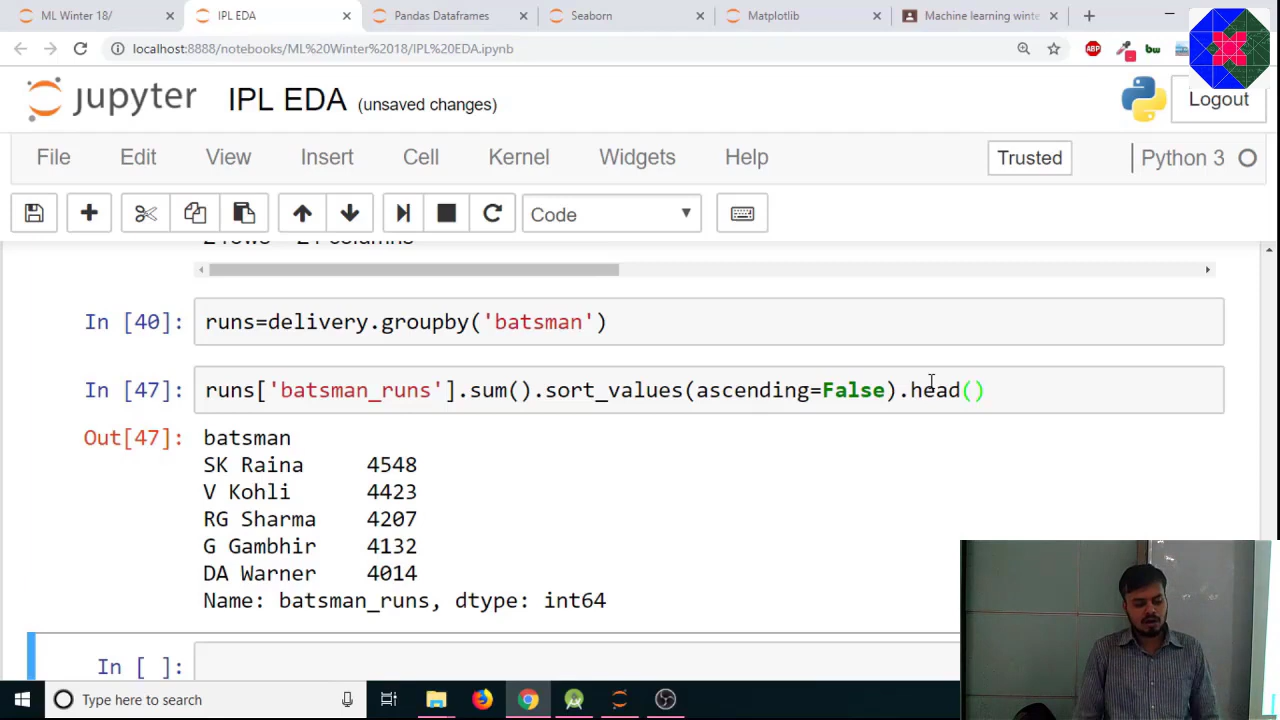 ML Winter 18/
IPL EDA
Pandas Dataframes
Seaborn
Matplotlib
Machine learning winte
localhost:8888/notebooks/ML%20Winter%2018/IPL%20EDA.ipynb
ABP
bw
jupyter
IPL EDA (unsaved changes)
Logout
File Edit View Insert Cell Kernel Widgets Help
Trusted
Python 3
Code
In [40]: runs=delivery.groupby('batsman')
In [47]: runs['batsman_runs'].sum().sort_values(ascending=False).head()
Out[47]: batsman
SK Raina 4548
V Kohli 4423
RG Sharma 4207
G Gambhir 4132
DA Warner 4014
Name: batsman_runs, dtype: int64
In [ ]:
Type here to search